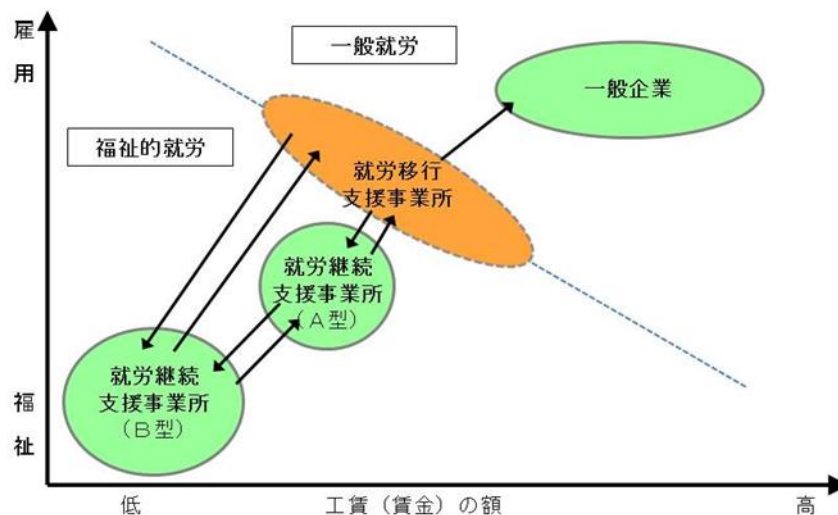 雇
用
一般就労
一般企業
福祉的就労
就労移行
支援事業所
就労継続
支援事業所
（Ａ型）
就労継続
支援事業所
（Ｂ型）
福
祉
低
工賃（賃金）の額
高